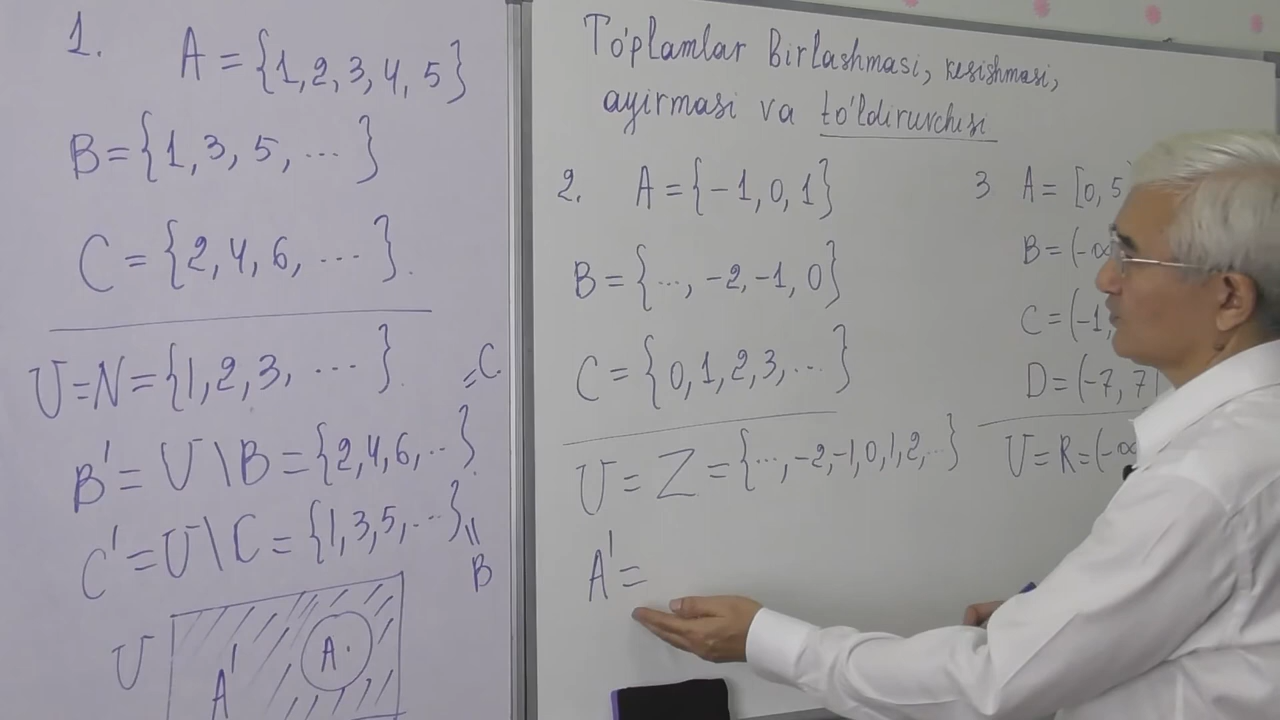 1. A = {1, 2, 3, 4, 5}
B = {1, 3, 5, ... }
C = {2, 4, 6, ... }
U = N = {1, 2, 3, ... }
B' = U \ B = {2, 4, 6, ..} = C
C' = U \ C = {1, 3, 5, ...} = B
U
A'
A
To'plamlar Birlashmasi, kesishmasi,
ayirmasi va to'ldiruvchisi
2. A = {-1, 0, 1}
B = {..., -2, -1, 0}
C = {0, 1, 2, 3, ...}
U = Z = {..., -2, -1, 0, 1, 2, ..}
A' =
3 A = [0, 5
B = (-∞
C = (-1,
D = (-7, 7)
U = R = (-∞